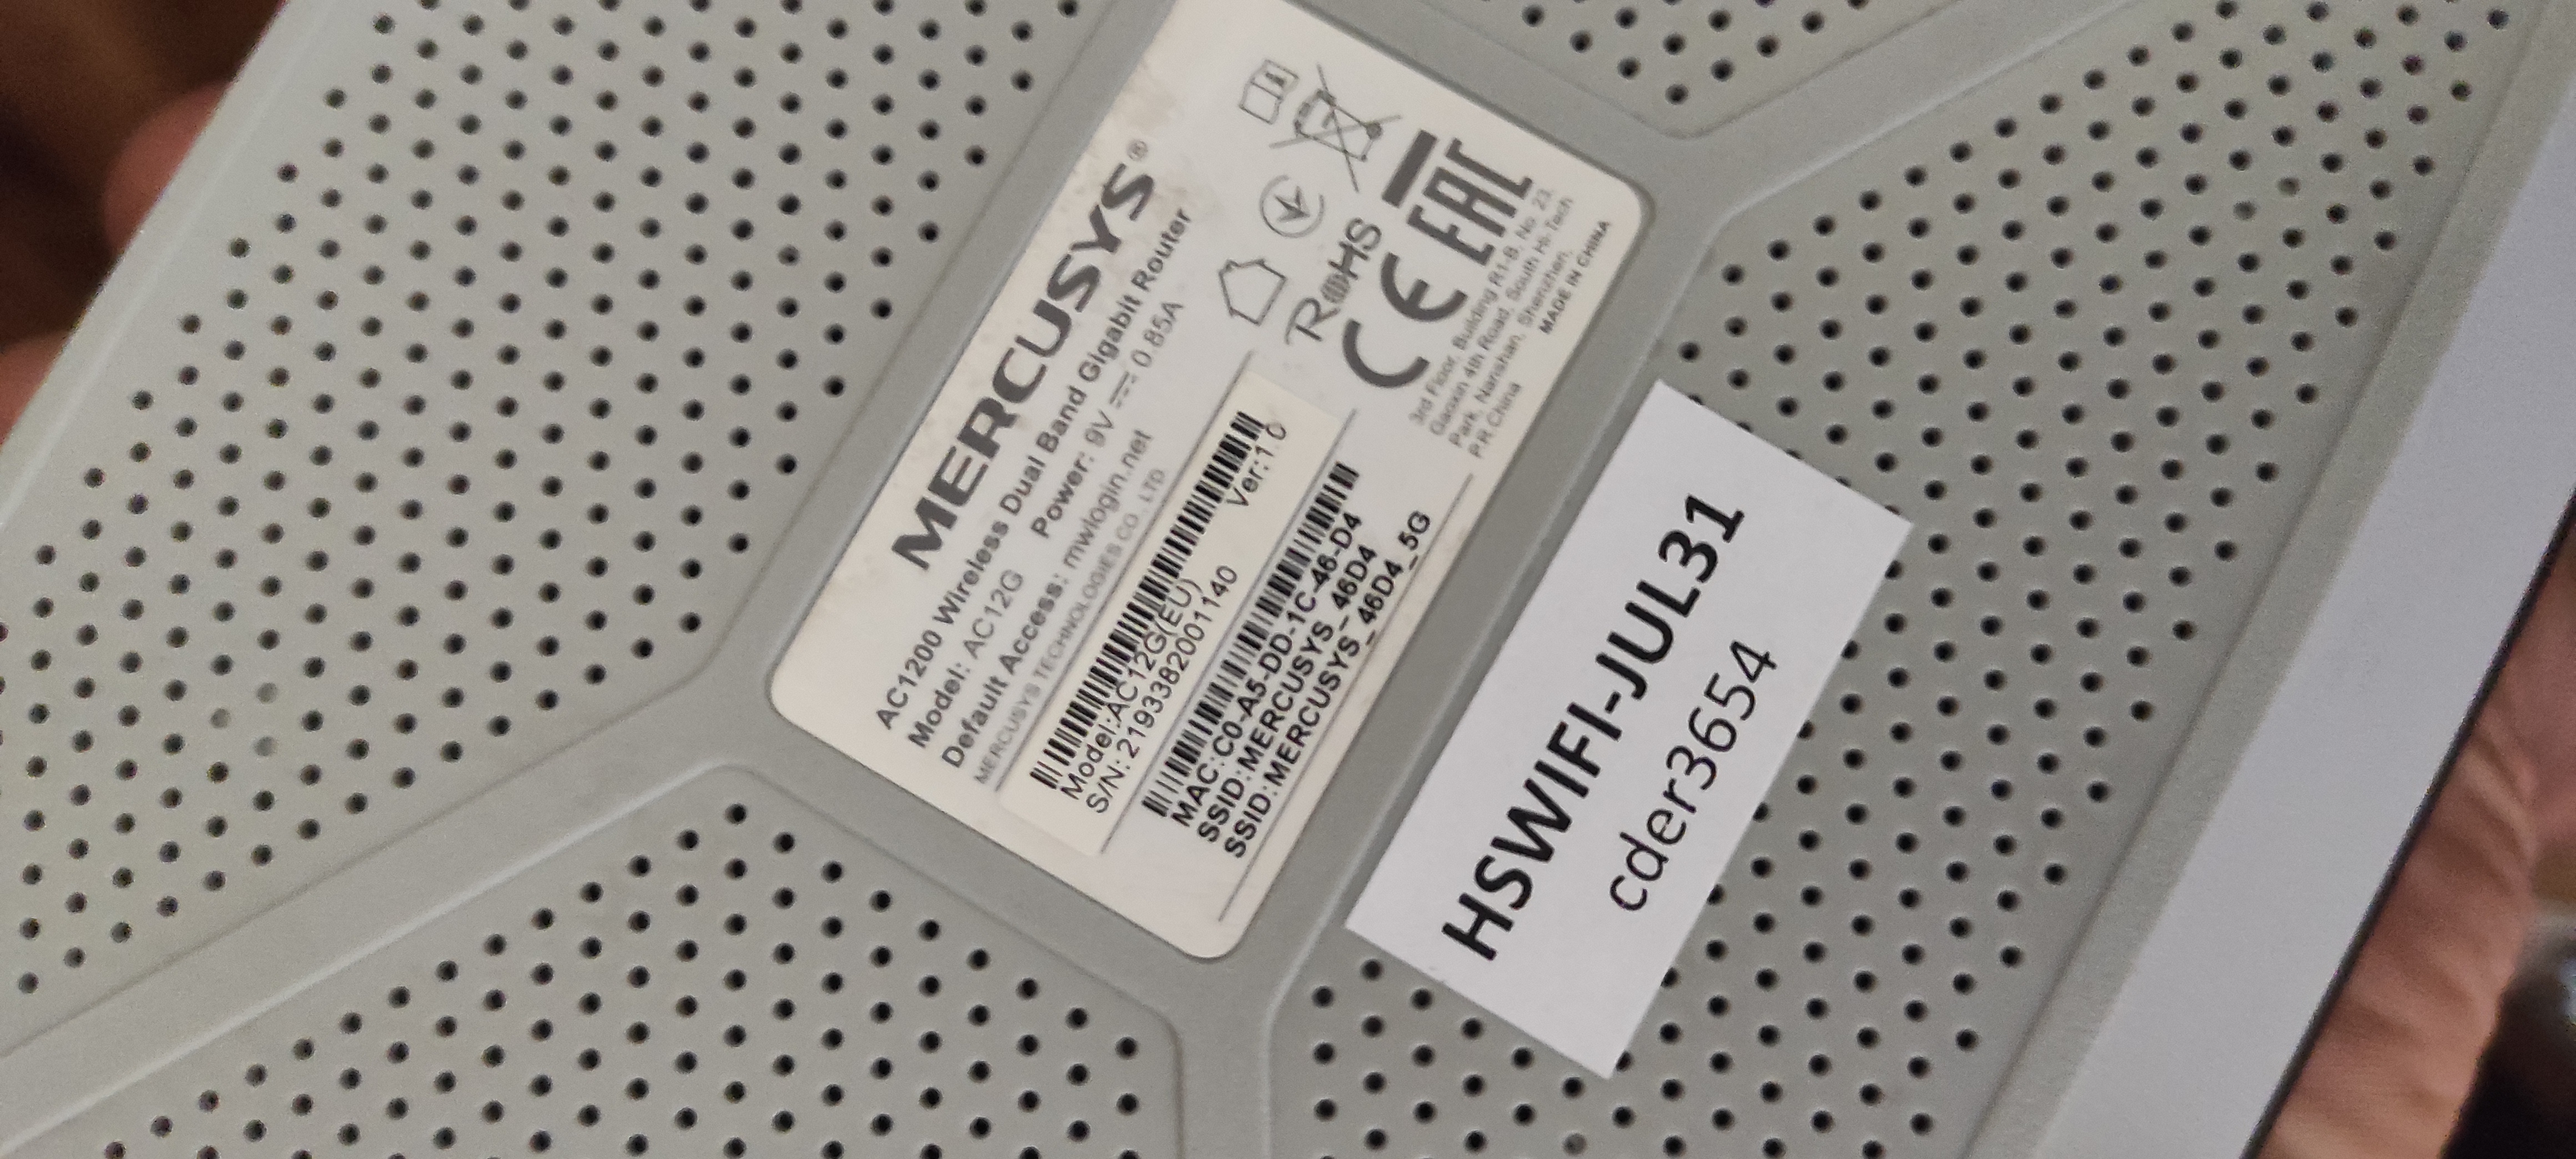 MERCUSYS®
AC1200 Wireless Dual Band Gigabit Router
Model: AC12G Power: 9V ⎓ 0.85A
Default Access: mwlogin.net
MERCUSYS TECHNOLOGIES CO., LTD
Model:AC12G(EU)
S/N: 2193382001140 Ver:1.0
MAC:C0-A5-DD-1C-46-D4
SSID:MERCUSYS_46D4
SSID:MERCUSYS_46D4_5G
RoHS
CE EAC
3rd Floor, Building R1-B, No 23,
Gaoxin 4th Road, South Hi-Tech
Park, Nanshan, Shenzhen,
P.R.China
MADE IN CHINA
HSWIFI-JUL31
cder3654